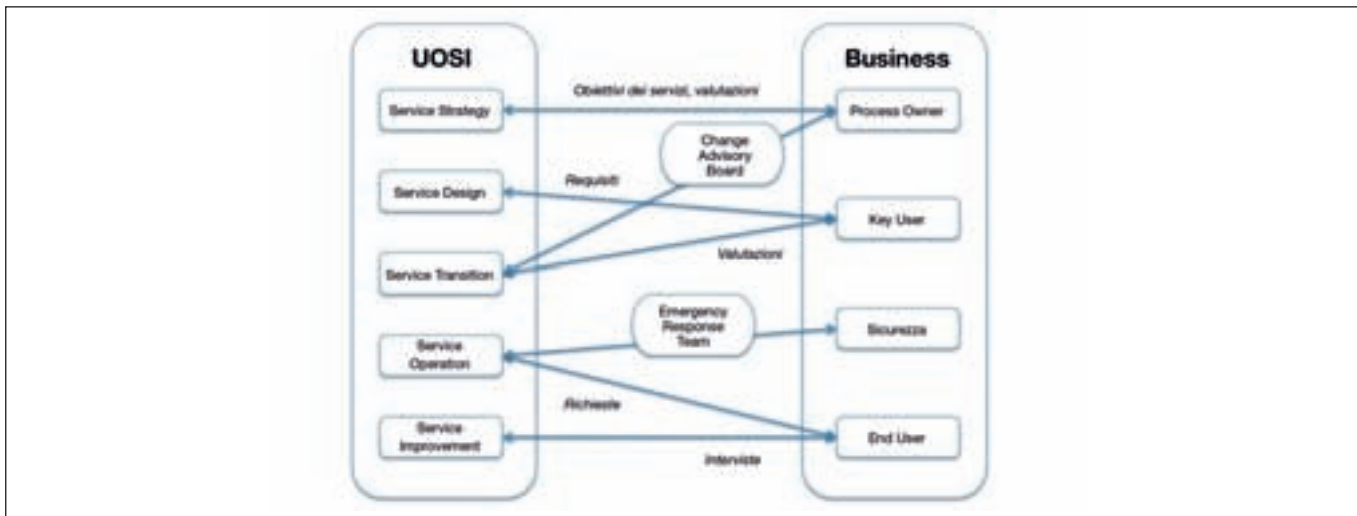 UOSI
Business
Obiettivi dei servizi, valutazioni
Service Strategy
Process Owner
Change
Advisory
Board
Requisiti
Service Design
Key User
Valutazioni
Service Transition
Emergency
Response
Team
Sicurezza
Service
Operation
Richieste
Service
Improvement
End User
Interviste